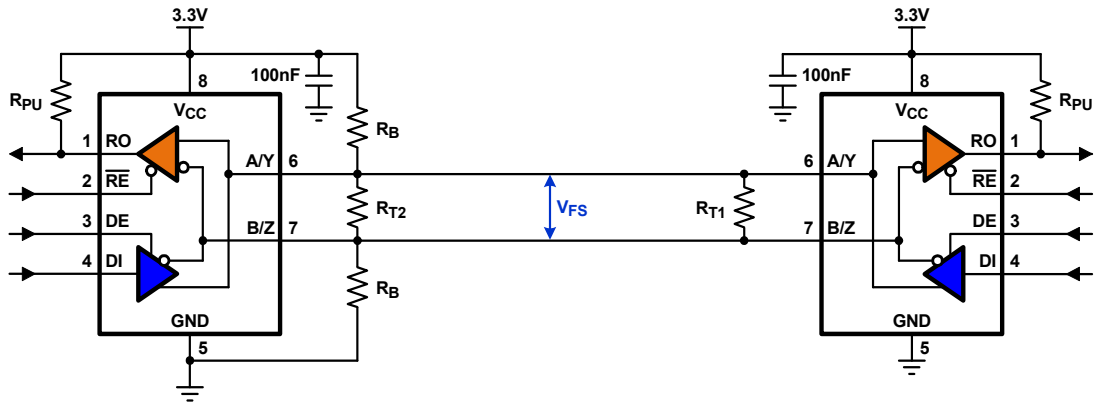 3.3V
100nF
8
RPU
VCC
RB
1
RO
A/Y
6
2
RE
RT2
3
DE
B/Z
7
4
DI
RB
GND
5
VFS
RT1
3.3V
100nF
8
VCC
RPU
6
A/Y
RO
1
RE
2
DE
3
7
B/Z
DI
4
GND
5